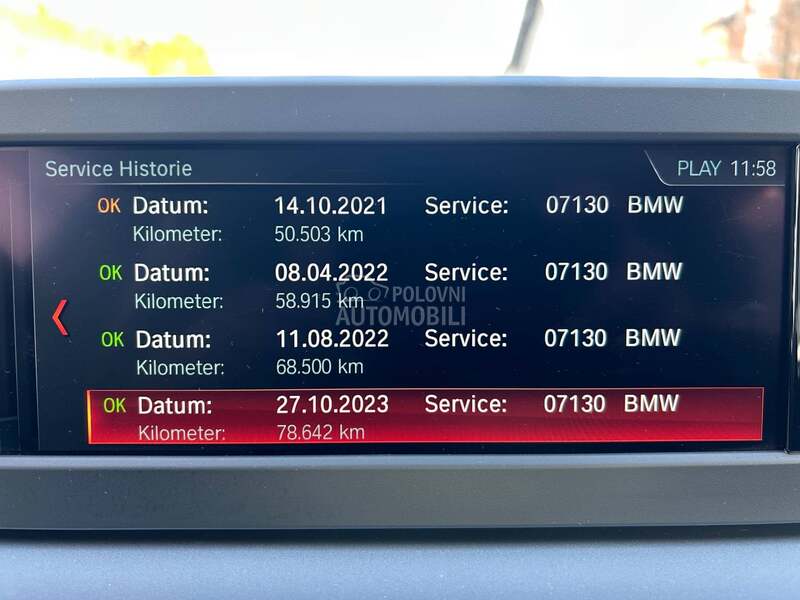 Service Historie PLAY 11:58
OK Datum: 14.10.2021 Service: 07130 BMW
Kilometer: 50.503 km
OK Datum: 08.04.2022 Service: 07130 BMW
Kilometer: 58.915 km
POLOVNI
AUTOMOBILI
OK Datum: 11.08.2022 Service: 07130 BMW
Kilometer: 68.500 km
OK Datum: 27.10.2023 Service: 07130 BMW
Kilometer: 78.642 km